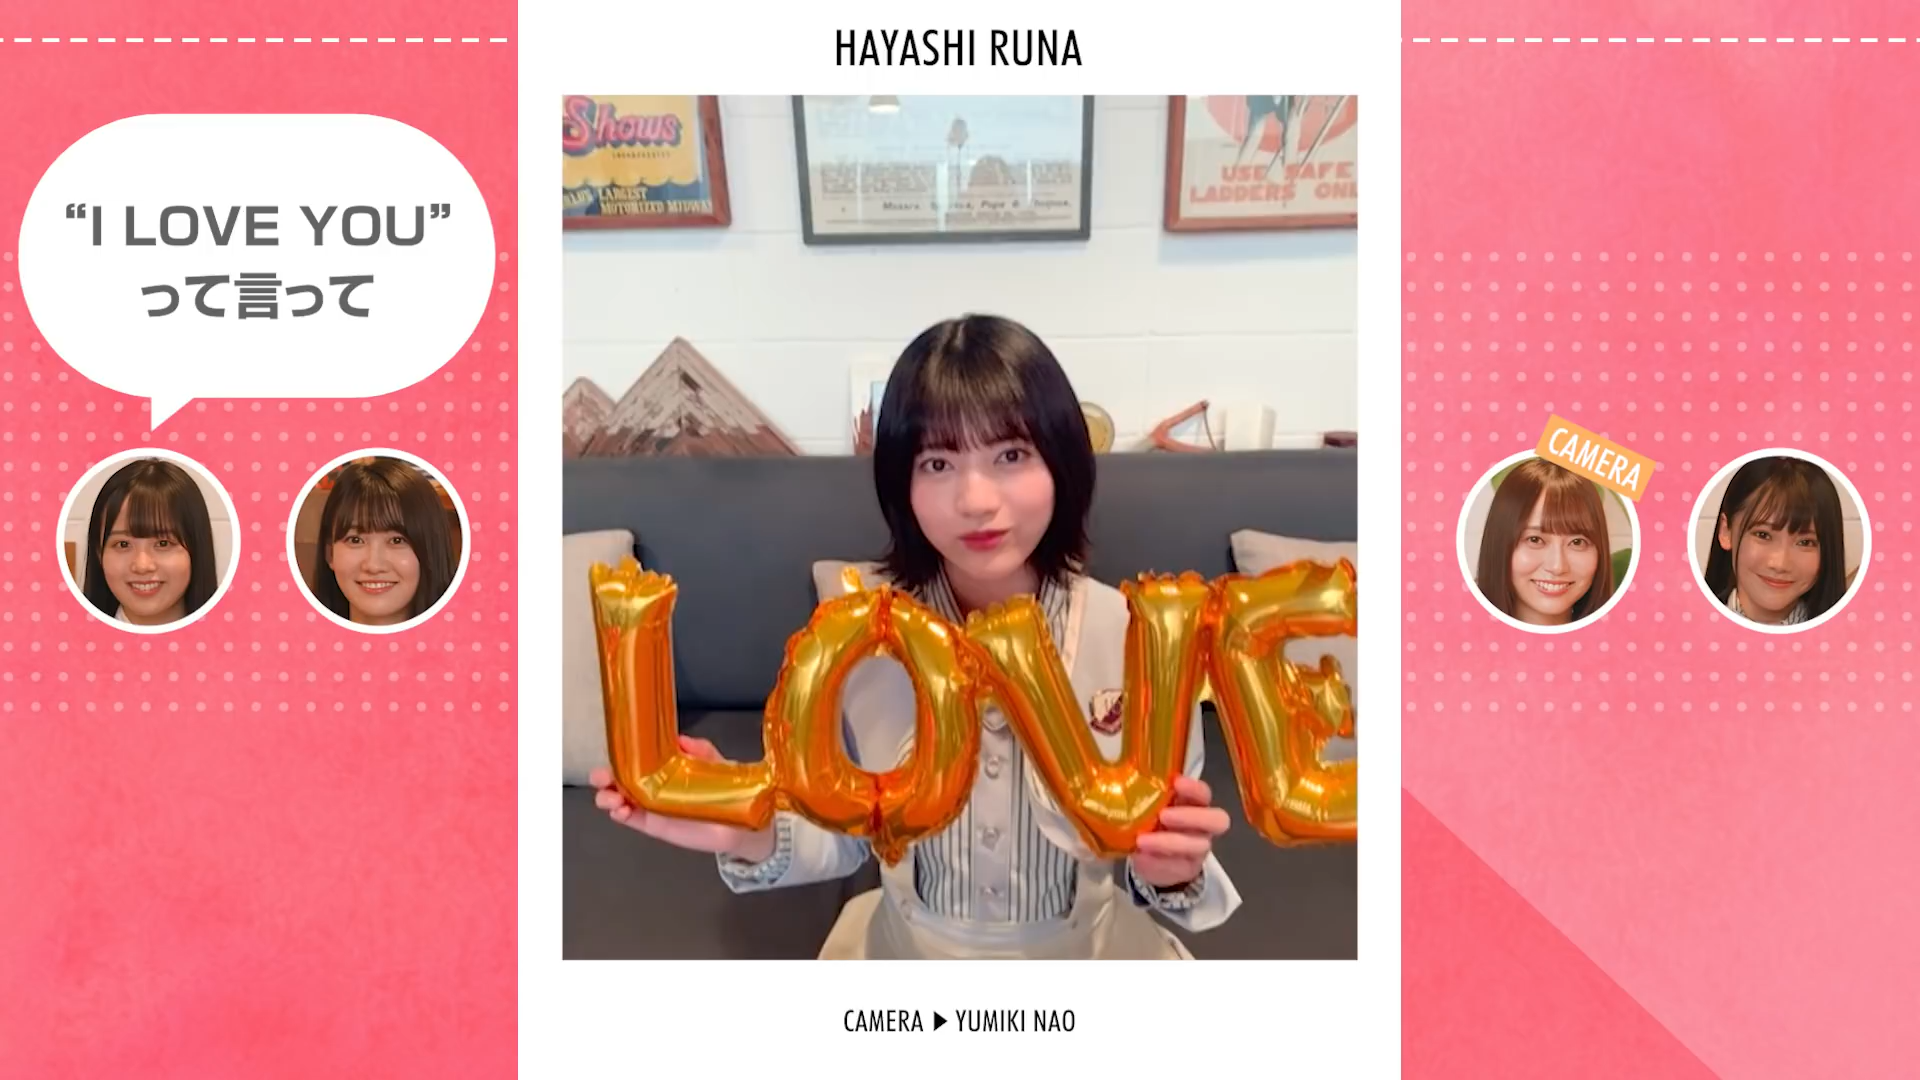 HAYASHI RUNA
“I LOVE YOU”
って言って
Shows
LARGEST
MOTORIZED MIDWAY
USE SAFE
LADDERS ONL
LOVE
CAMERA
CAMERA ▶ YUMIKI NAO